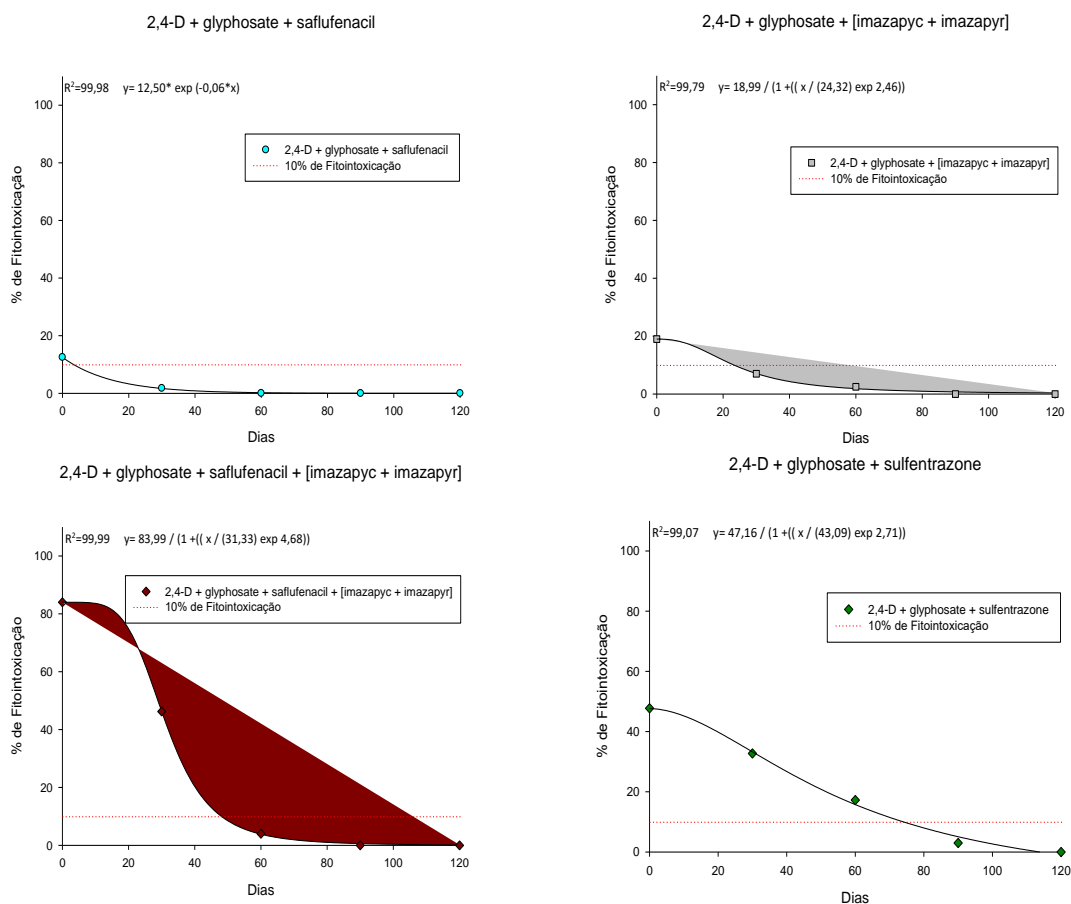 2,4-D + glyphosate + saflufenacil
R²=99,98 y= 12,50* exp (-0,06*x)
100
80
60
40
20
0
% de Fitointoxicação
2,4-D + glyphosate + saflufenacil
10% de Fitointoxicação
0 20 40 60 80 100 120
Dias
2,4-D + glyphosate + [imazapyc + imazapyr]
R²=99,79 y= 18,99 / (1 +(( x / (24,32) exp 2,46))
100
80
60
40
20
0
% de Fitointoxicação
2,4-D + glyphosate + [imazapyc + imazapyr]
10% de Fitointoxicação
0 20 40 60 80 100 120
Dias
2,4-D + glyphosate + saflufenacil + [imazapyc + imazapyr]
R²=99,99 y= 83,99 / (1 +(( x / (31,33) exp 4,68))
100
80
60
40
20
0
% de Fitointoxicação
2,4-D + glyphosate + saflufenacil + [imazapyc + imazapyr]
10% de Fitointoxicação
0 20 40 60 80 100 120
Dias
2,4-D + glyphosate + sulfentrazone
R²=99,07 y= 47,16 / (1 +(( x / (43,09) exp 2,71))
100
80
60
40
20
0
% de Fitointoxicação
2,4-D + glyphosate + sulfentrazone
10% de Fitointoxicação
0 20 40 60 80 100 120
Dias